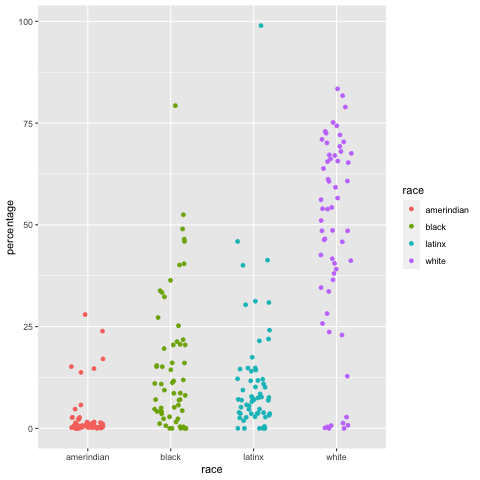 100
75
50
25
0
percentage
amerindian
black
latinx
white
race
race
amerindian
black
latinx
white